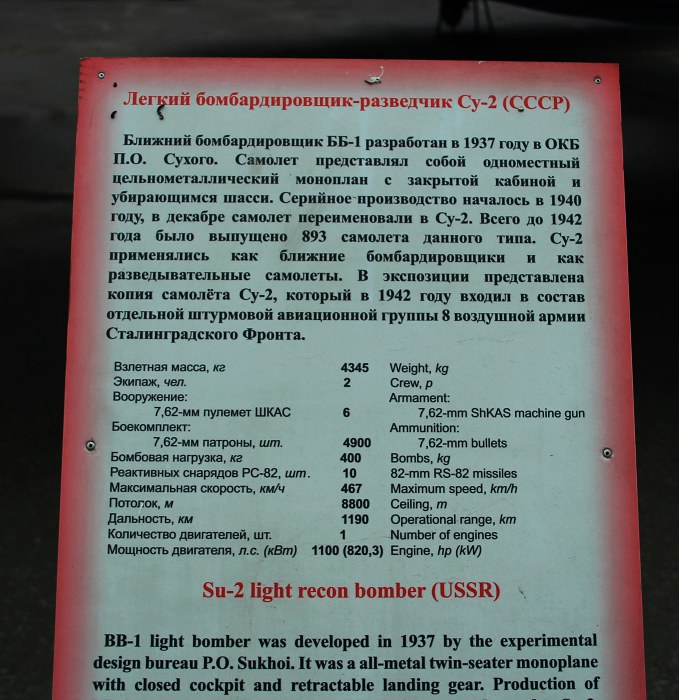 Легкий бомбардировщик-разведчик Су-2 (СССР)
Ближний бомбардировщик ББ-1 разработан в 1937 году в ОКБ
П.О. Сухого. Самолет представлял собой одноместный
цельнометаллический моноплан с закрытой кабиной и
убирающимся шасси. Серийное производство началось в 1940
году, в декабре самолет переименовали в Су-2. Всего до 1942
года было выпущено 893 самолета данного типа. Су-2
применялись как ближние бомбардировщики и как
разведывательные самолеты. В экспозиции представлена
копия самолёта Су-2, который в 1942 году входил в состав
отдельной штурмовой авиационной группы 8 воздушной армии
Сталинградского Фронта.
Взлетная масса, кг 4345 Weight, kg
Экипаж, чел. 2 Crew, p
Вооружение: Armament:
7,62-мм пулемет ШКАС 6 7,62-mm ShKAS machine gun
Боекомплект: Ammunition:
7,62-мм патроны, шт. 4900 7,62-mm bullets
Бомбовая нагрузка, кг 400 Bombs, kg
Реактивных снарядов РС-82, шт. 10 82-mm RS-82 missiles
Максимальная скорость, км/ч 467 Maximum speed, km/h
Потолок, м 8800 Ceiling, m
Дальность, км 1190 Operational range, km
Количество двигателей, шт. 1 Number of engines
Мощность двигателя, л.с. (кВт) 1100 (820,3) Engine, hp (kW)
Su-2 light recon bomber (USSR)
BB-1 light bomber was developed in 1937 by the experimental
design bureau P.O. Sukhoi. It was a all-metal twin-seater monoplane
with closed cockpit and retractable landing gear. Production of